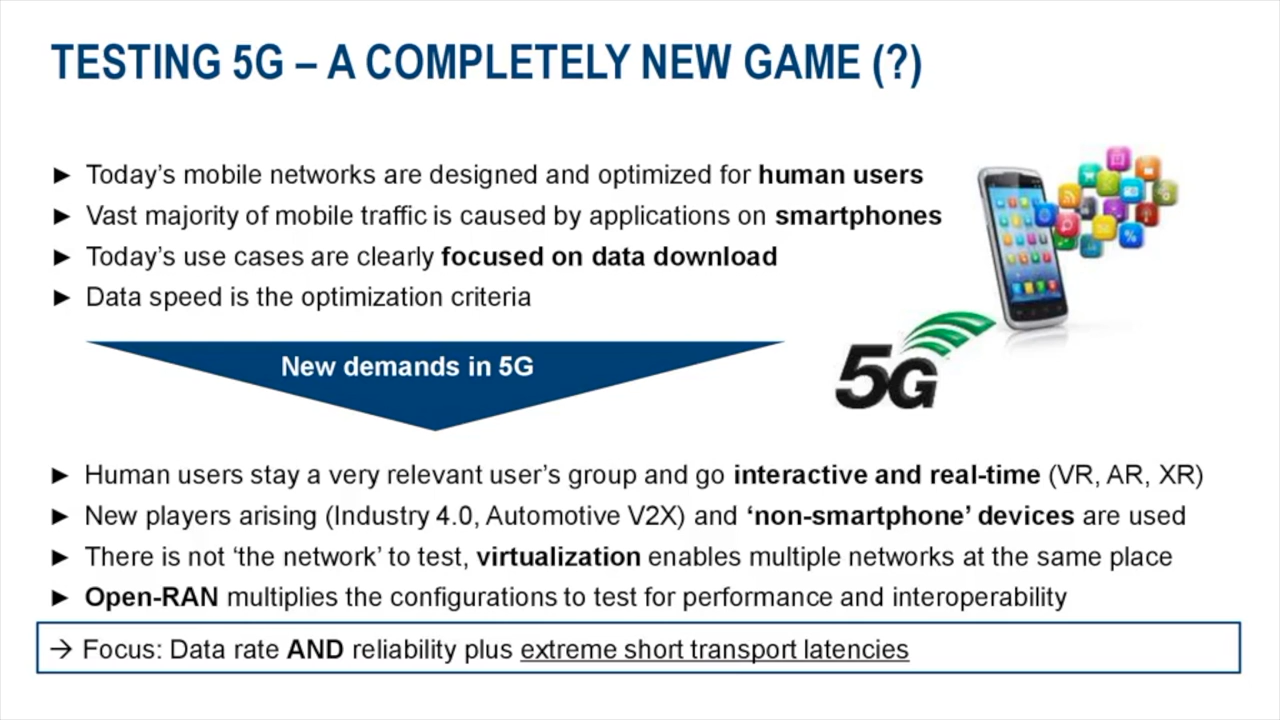 TESTING 5G – A COMPLETELY NEW GAME (?)
► Today's mobile networks are designed and optimized for human users
► Vast majority of mobile traffic is caused by applications on smartphones
► Today's use cases are clearly focused on data download
► Data speed is the optimization criteria
New demands in 5G
5G
► Human users stay a very relevant user's group and go interactive and real-time (VR, AR, XR)
► New players arising (Industry 4.0, Automotive V2X) and 'non-smartphone' devices are used
► There is not 'the network' to test, virtualization enables multiple networks at the same place
► Open-RAN multiplies the configurations to test for performance and interoperability
→ Focus: Data rate AND reliability plus extreme short transport latencies